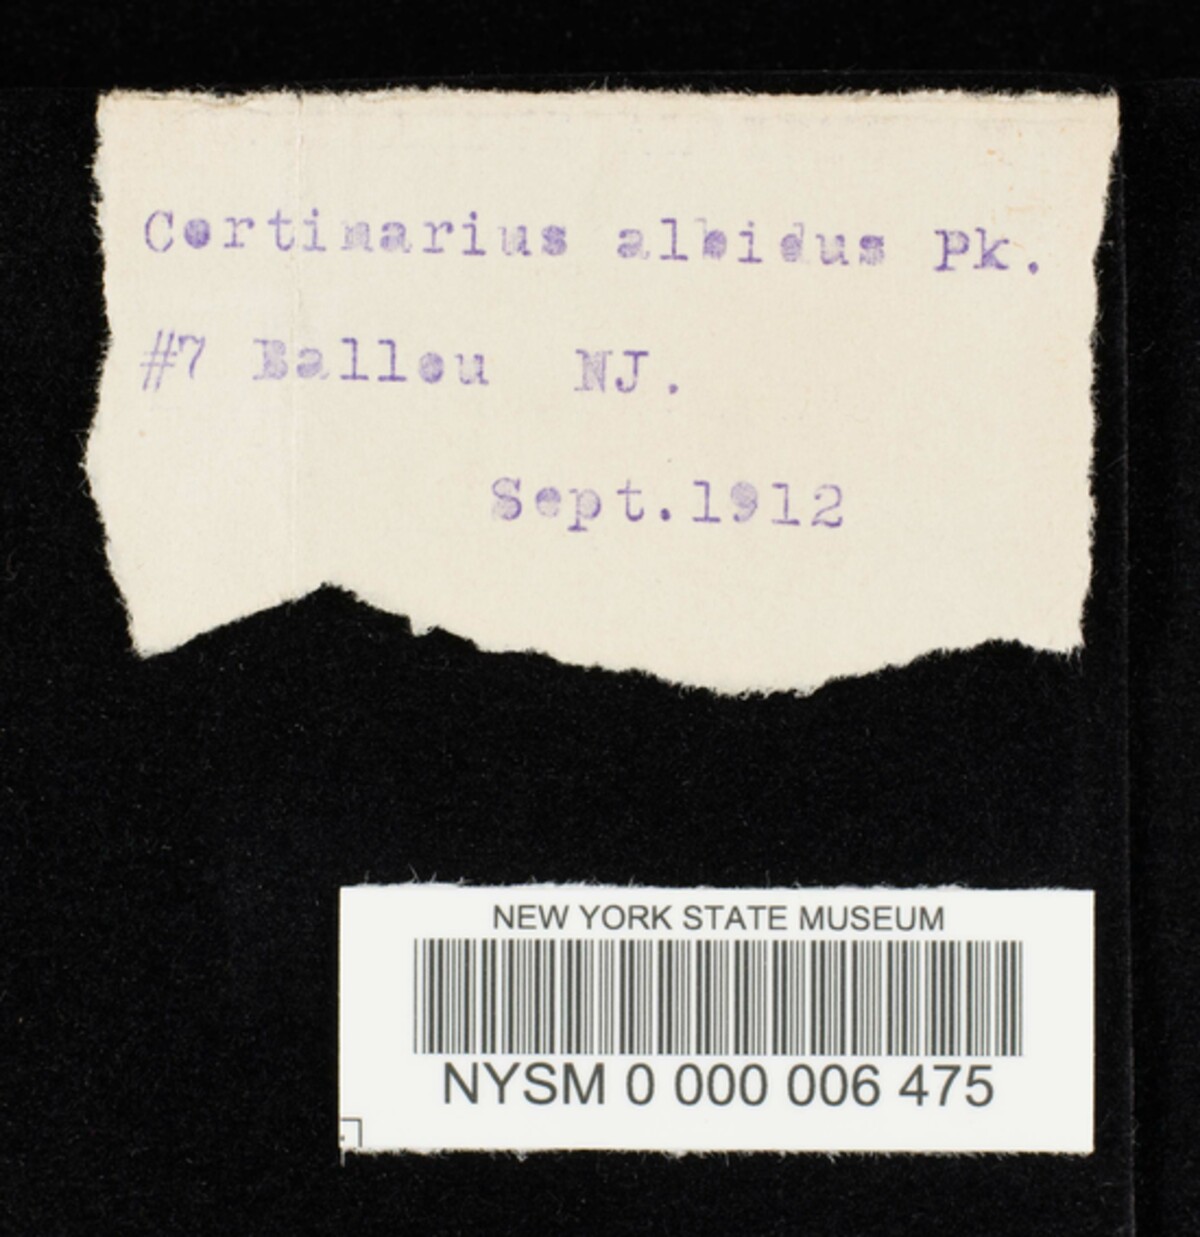 Cortinarius albidus Pk.
#7 Ballou NJ.
Sept.1912
NEW YORK STATE MUSEUM
NYSM 0 000 006 475